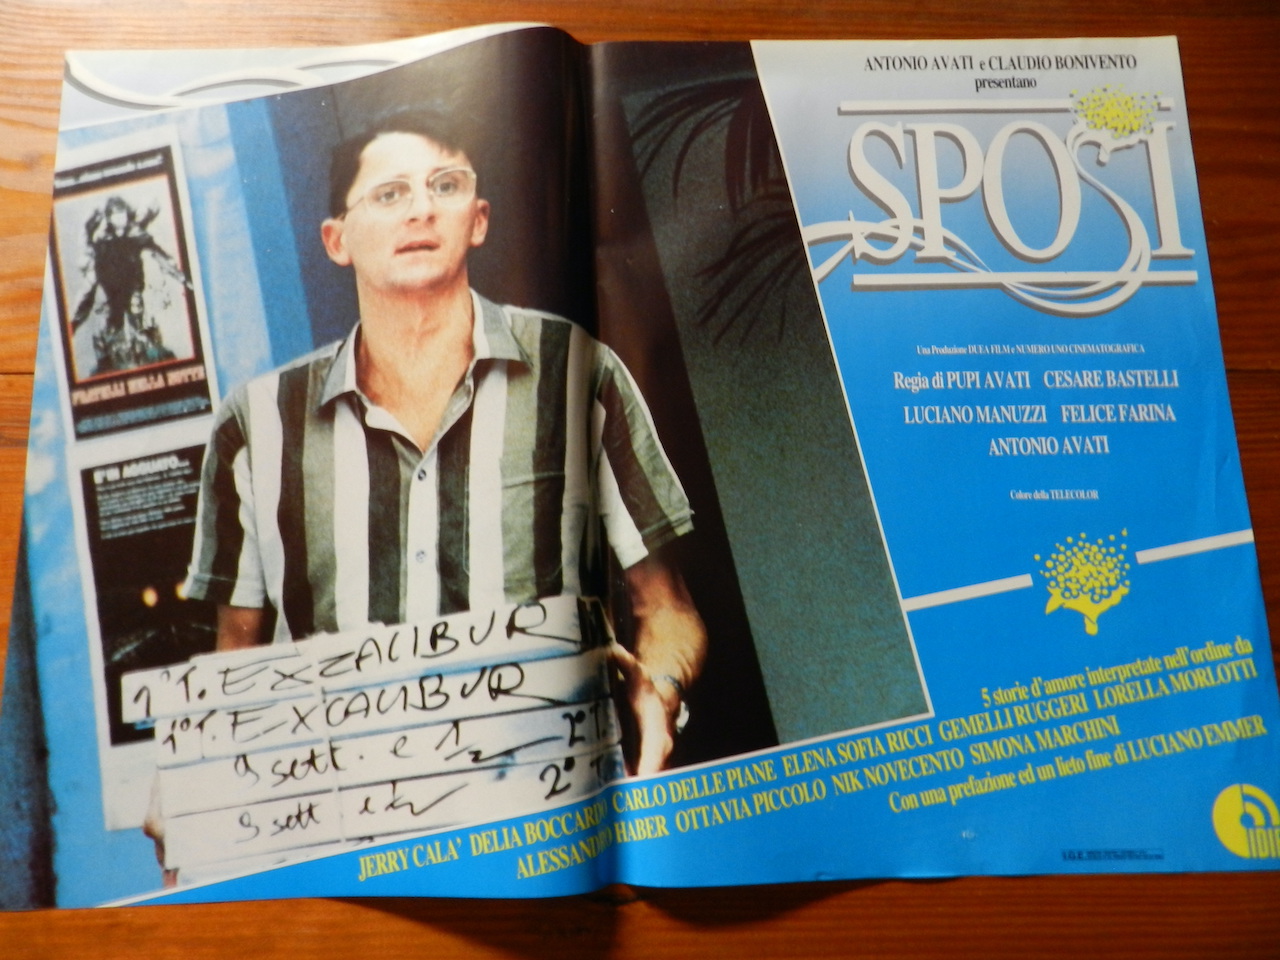 ANTONIO AVATI e CLAUDIO BONIVENTO
presentano
SPOSI
Una Produzione DUEA FILM e NUMERO UNO CINEMATOGRAFICA
Regia di PUPI AVATI CESARE BASTELLI
LUCIANO MANUZZI FELICE FARINA
ANTONIO AVATI
Colore della TELECOLOR
FRATELLI NELLA NOTTE
E' IN AGGUATO...
1° T. EXZALIBUR
1° T. EXCALIBUR
9 sett. e 1/2 2° T.
9 sett e 1/2 2° T
5 storie d'amore interpretate nell'ordine da
JERRY CALA' DELIA BOCCARDO CARLO DELLE PIANE ELENA SOFIA RICCI GEMELLI RUGGERI LORELLA MORLOTTI
ALESSANDRO HABER OTTAVIA PICCOLO NIK NOVECENTO SIMONA MARCHINI
Con una prefazione ed un lieto fine di LUCIANO EMMER